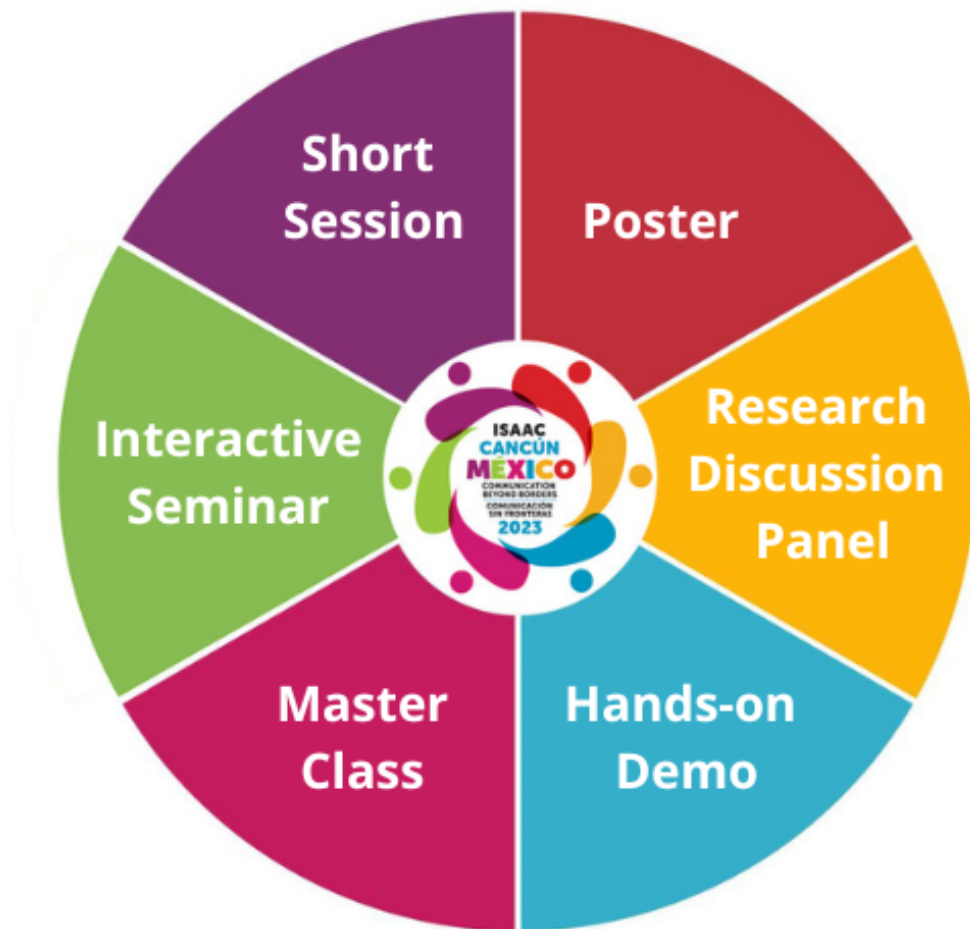 Short
Session
Poster
Research
Discussion
Panel
Hands-on
Demo
Master
Class
Interactive
Seminar
ISAAC
CANCÚN
MÉXICO
COMMUNICATION
BEYOND BORDERS
COMUNICACIÓN
SIN FRONTERAS
2023